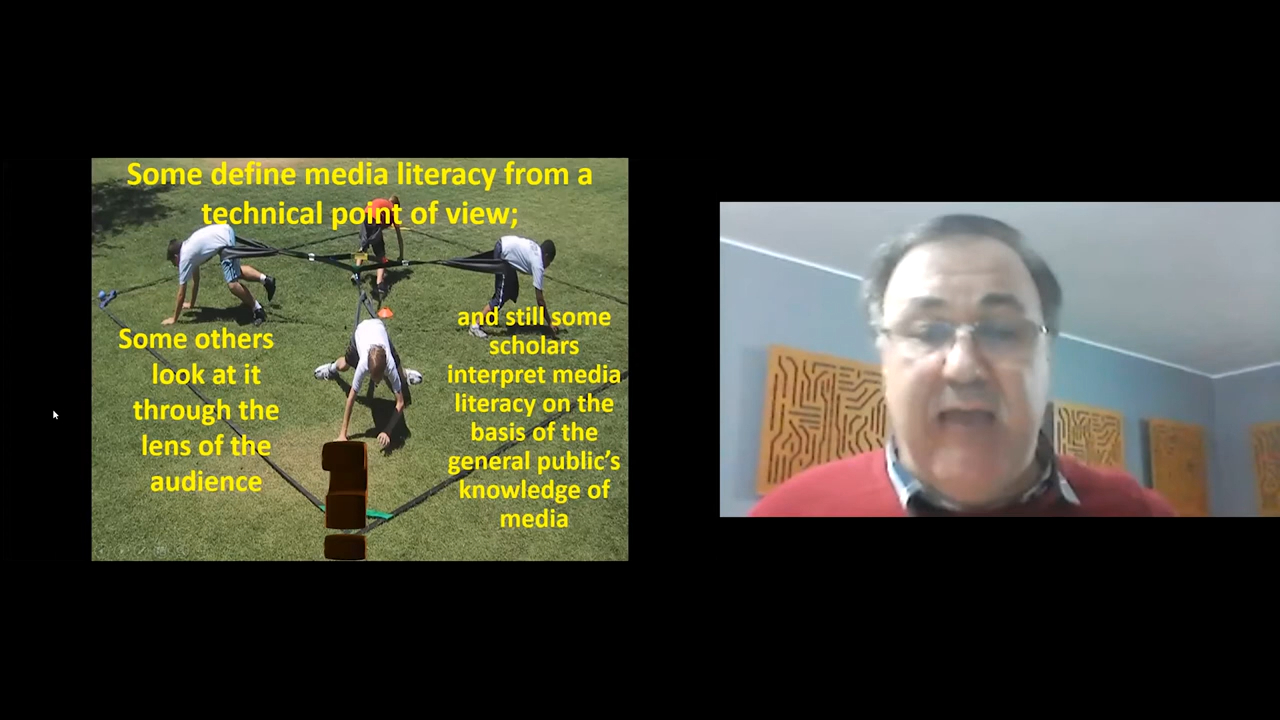 Some define media literacy from a
technical point of view;
Some others
look at it
through the
lens of the
audience
and still some
scholars
interpret media
literacy on the
basis of the
general public's
knowledge of
media